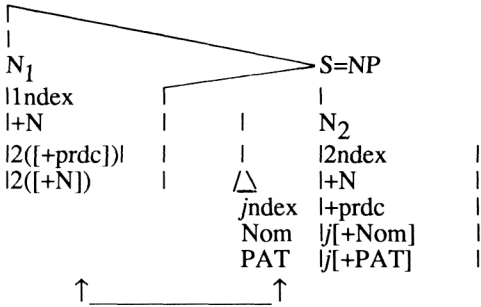 N1 S=NP
|1ndex |
|+N | | N2
|2([+prdc])| | |2ndex |
|2([+N]) | /\ |+N |
jndex |+prdc |
Nom |j[+Nom] |
PAT |j[+PAT] |
↑ ↑